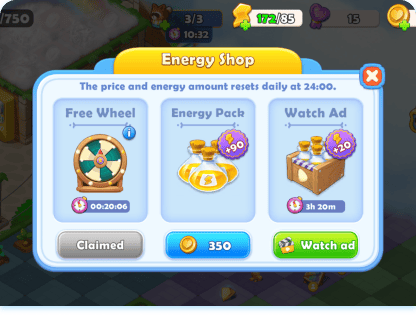 /750
3/3
172/85
15
10:32
Energy Shop
The price and energy amount resets daily at 24:00.
Free Wheel
Energy Pack
Watch Ad
i
+90
+20
00:20:06
3h 20m
Claimed
350
Watch ad